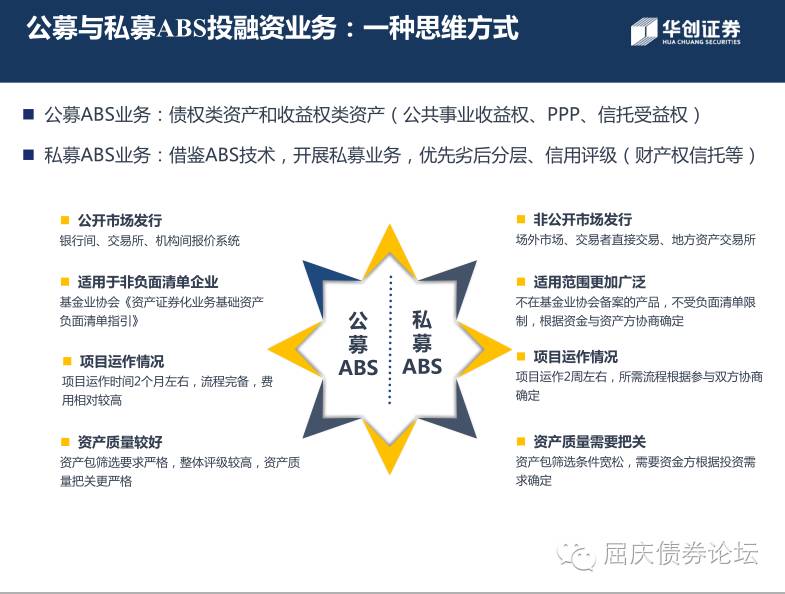 公募与私募ABS投融资业务：一种思维方式
华创证券
HUA CHUANG SECURITIES
公募ABS业务：债权类资产和收益权类资产（公共事业收益权、PPP、信托受益权）
私募ABS业务：借鉴ABS技术，开展私募业务，优先劣后分层、信用评级（财产权信托等）
公开市场发行
银行间、交易所、机构间报价系统
适用于非负面清单企业
基金业协会《资产证券化业务基础资产
负面清单指引》
项目运作情况
项目运作时间2个月左右，流程完备，费
用相对较高
资产质量较好
资产包筛选要求严格，整体评级较高，资产质
量把关更严格
公
募
ABS
私
募
ABS
非公开市场发行
场外市场、交易者直接交易、地方资产交易所
适用范围更加广泛
不在基金业协会备案的产品，不受负面清单限
制，根据资金与资产方协商确定
项目运作情况
项目运作2周左右，所需流程根据参与双方协商
确定
资产质量需要把关
资产包筛选条件宽松，需要资金方根据投资需
求确定
屈庆债券论坛